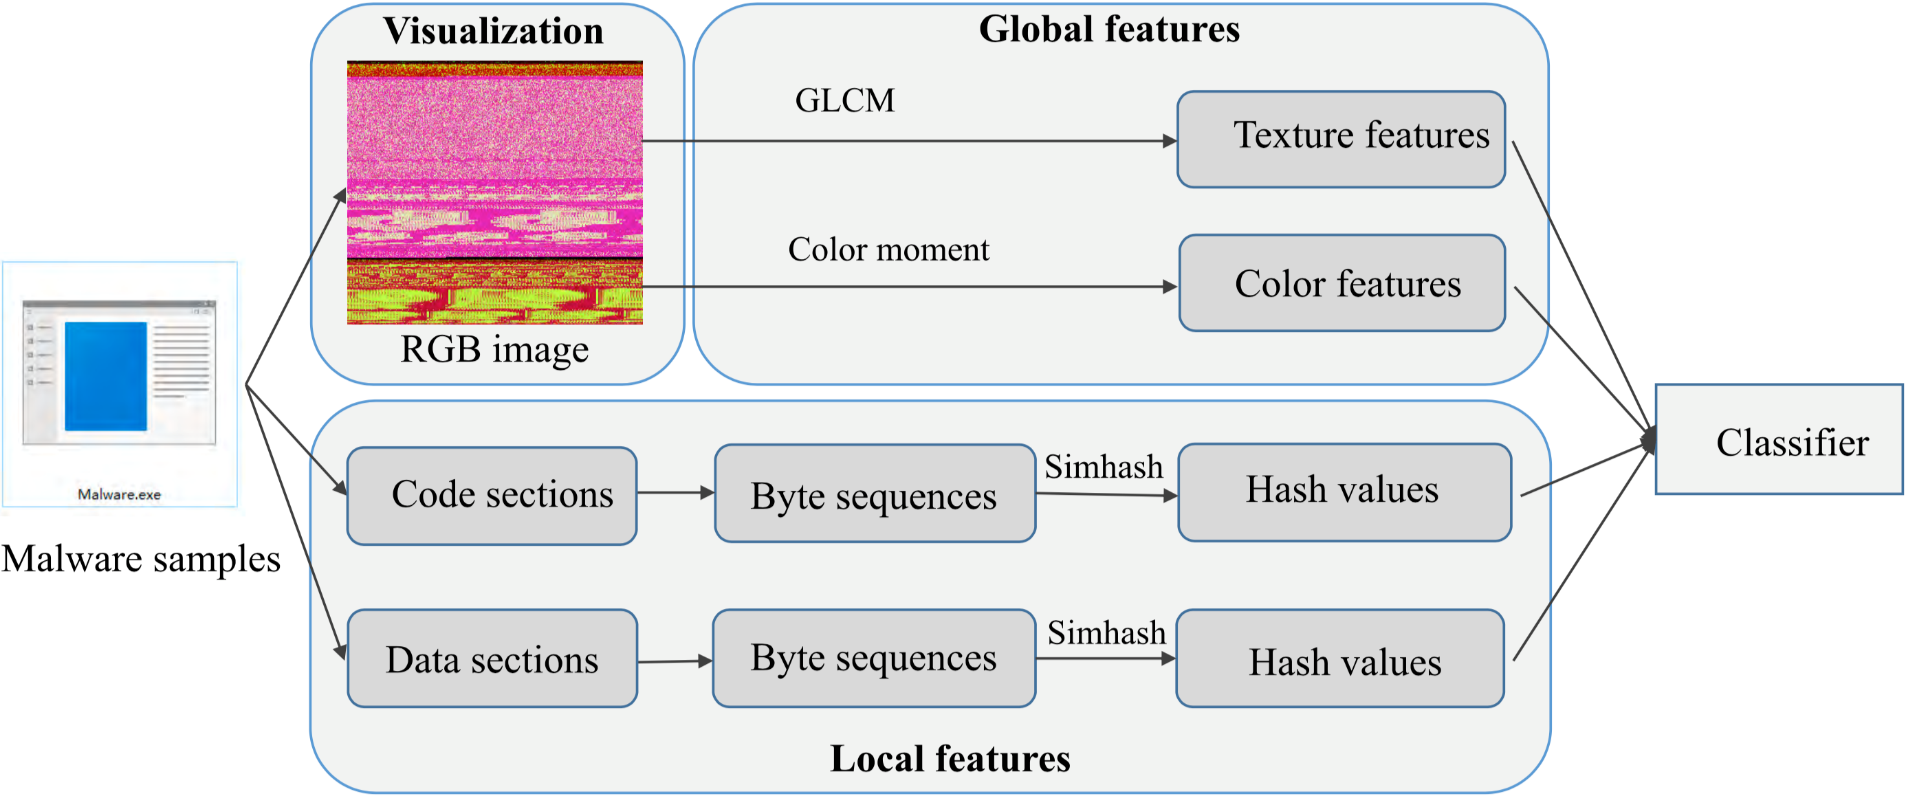 Visualization
Global features
GLCM
Texture features
Color moment
Color features
RGB image
Malware.exe
Malware samples
Code sections
Byte sequences
Simhash
Hash values
Classifier
Data sections
Byte sequences
Simhash
Hash values
Local features